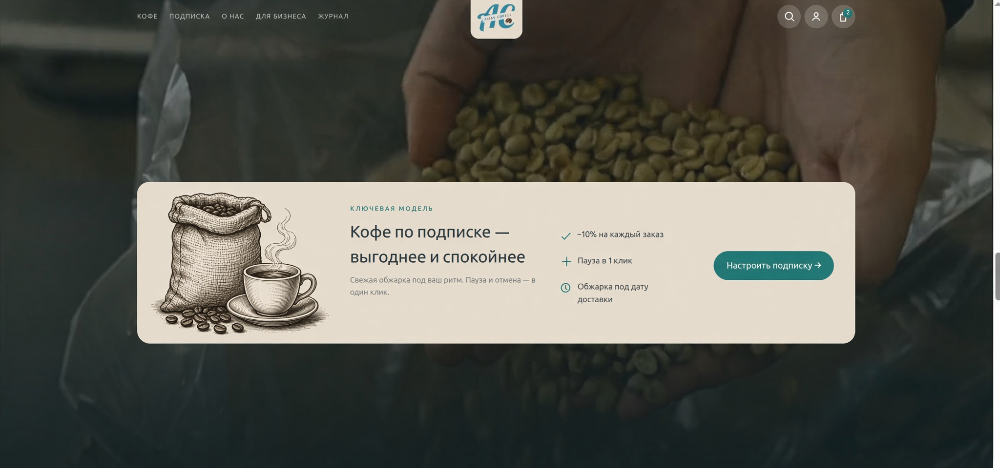 КОФЕ ПОДПИСКА О НАС ДЛЯ БИЗНЕСА ЖУРНАЛ
AC
ASIAN COFFEE
2
КЛЮЧЕВАЯ МОДЕЛЬ
Кофе по подписке —
выгоднее и спокойнее
Свежая обжарка под ваш ритм. Пауза и отмена — в
один клик.
–10% на каждый заказ
Пауза в 1 клик
Обжарка под дату
доставки
Настроить подписку →